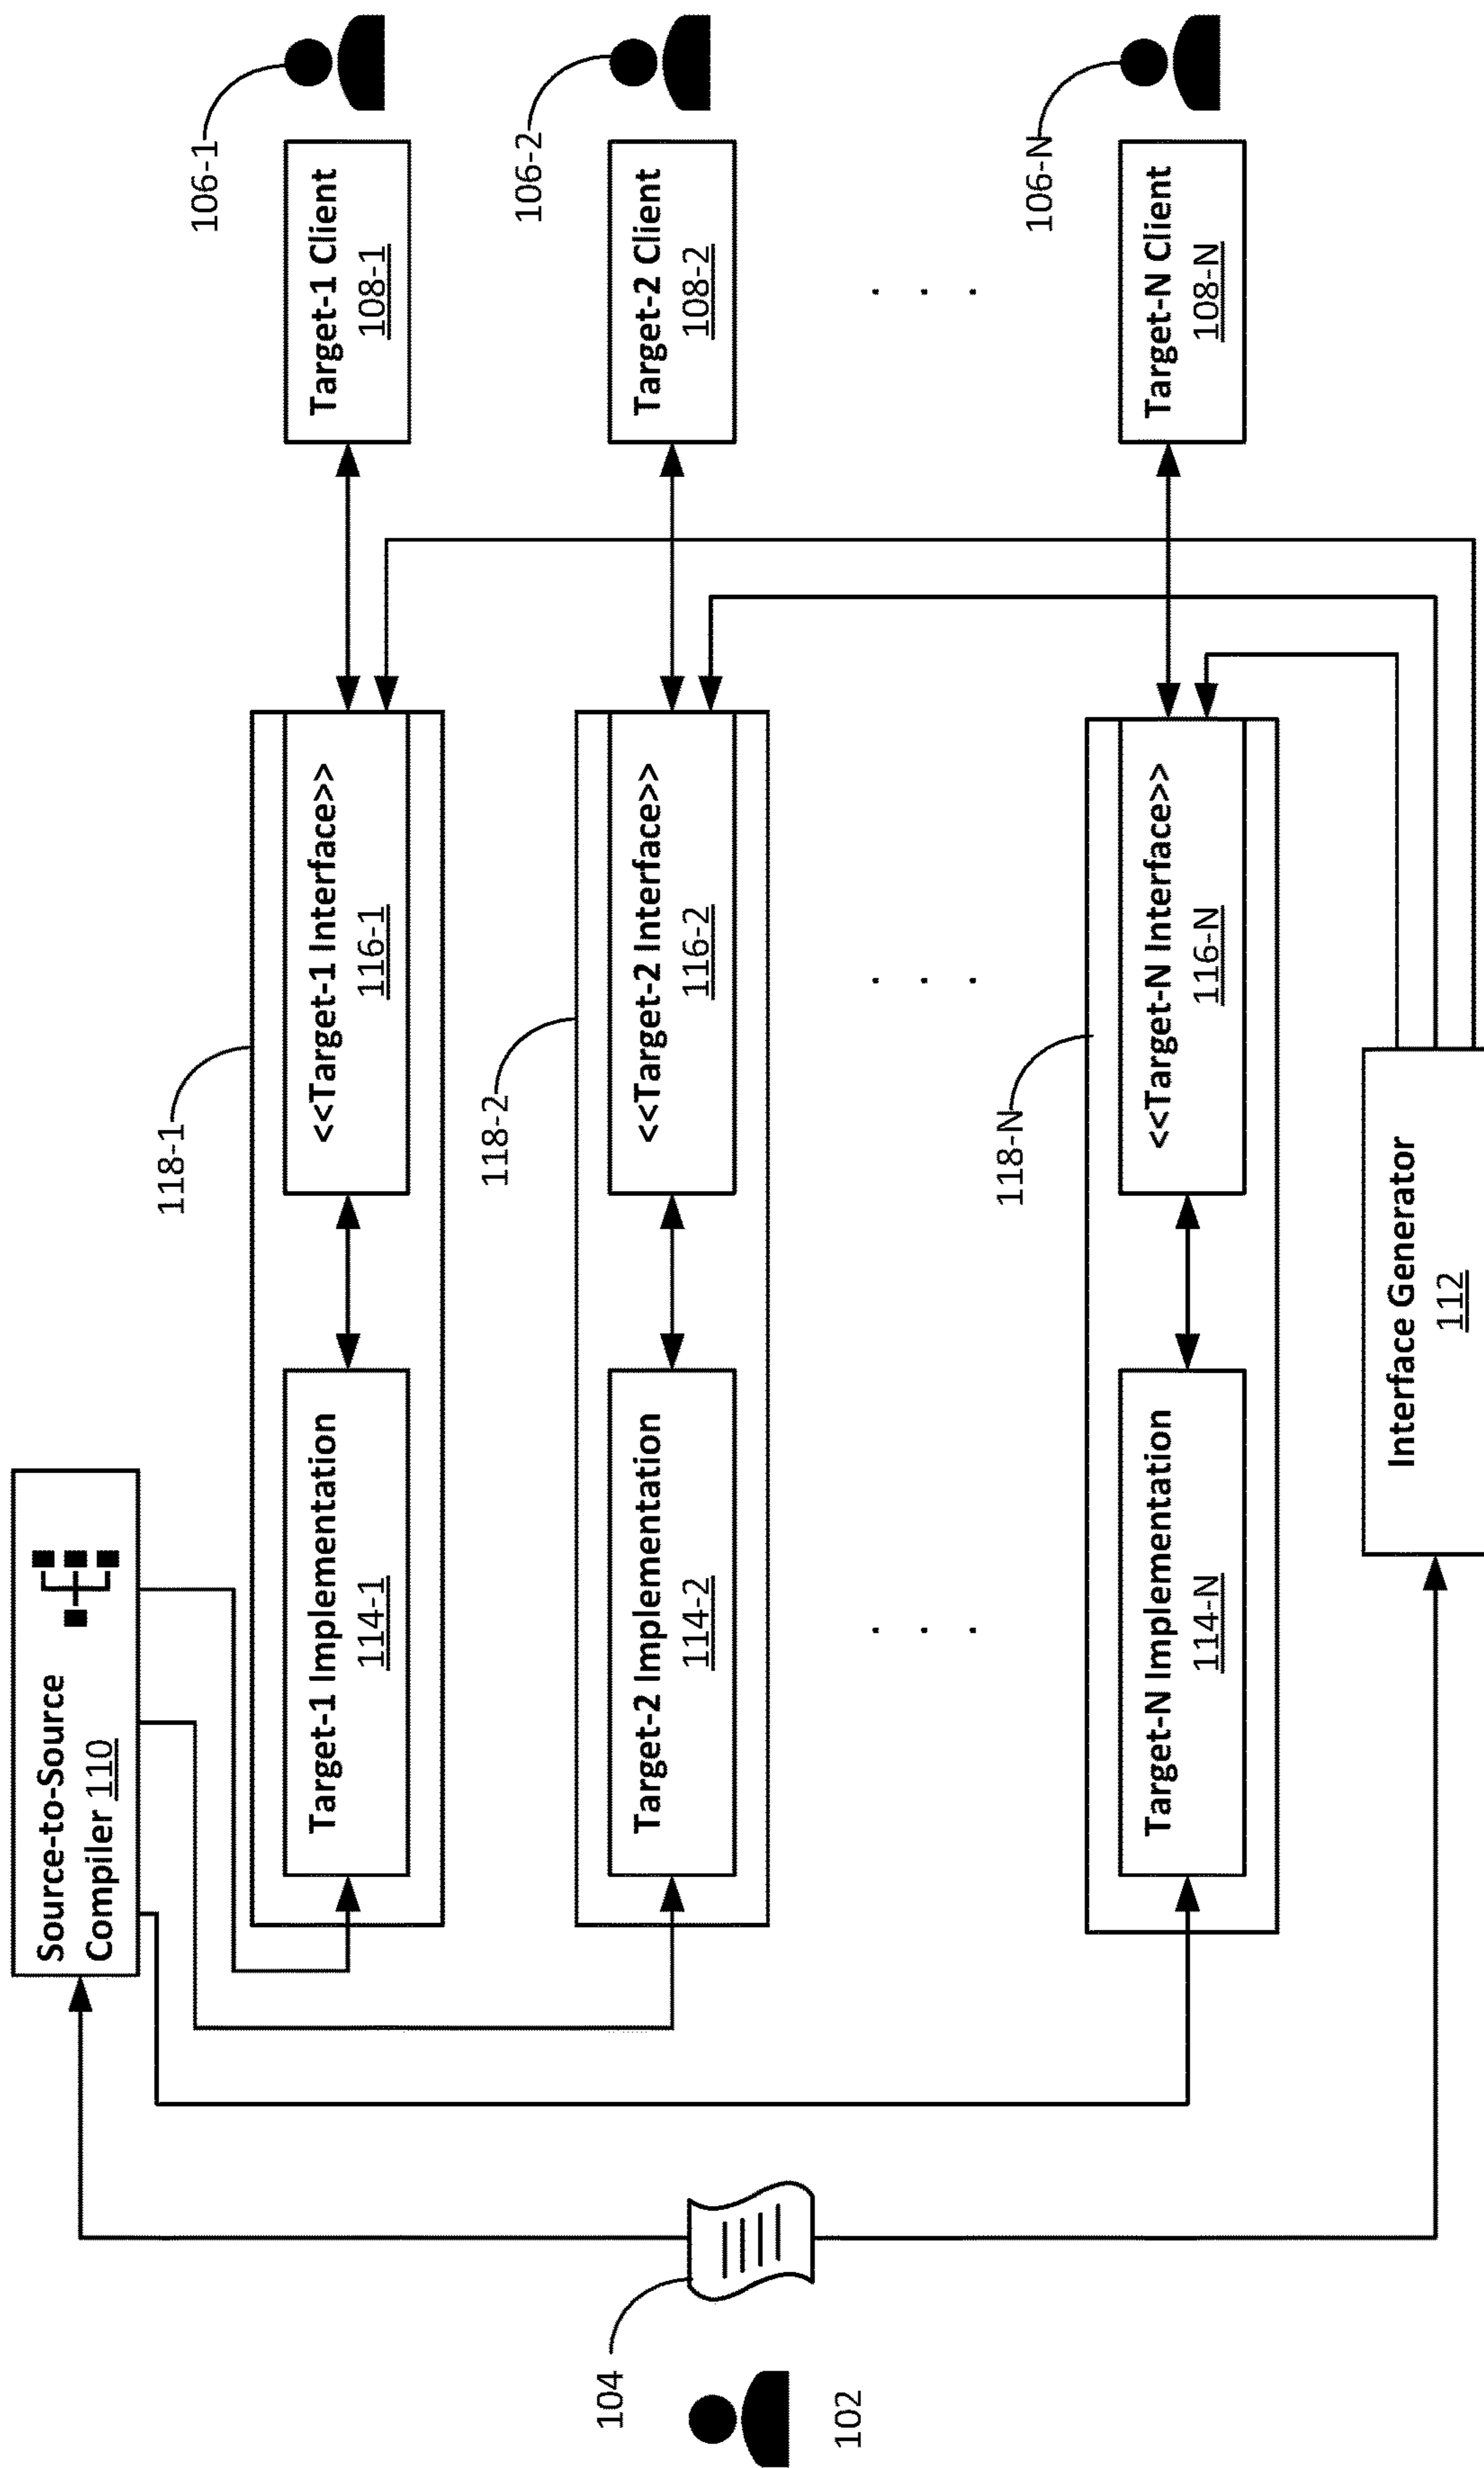 Source-to-Source
Compiler 110
118-1
106-1
Target-1 Implementation
114-1
<<Target-1 Interface>>
116-1
Target-1 Client
108-1
118-2
106-2
Target-2 Implementation
114-2
<<Target-2 Interface>>
116-2
Target-2 Client
108-2
104
102
. . .
. . .
. . .
118-N
106-N
Target-N Implementation
114-N
<<Target-N Interface>>
116-N
Target-N Client
108-N
Interface Generator
112